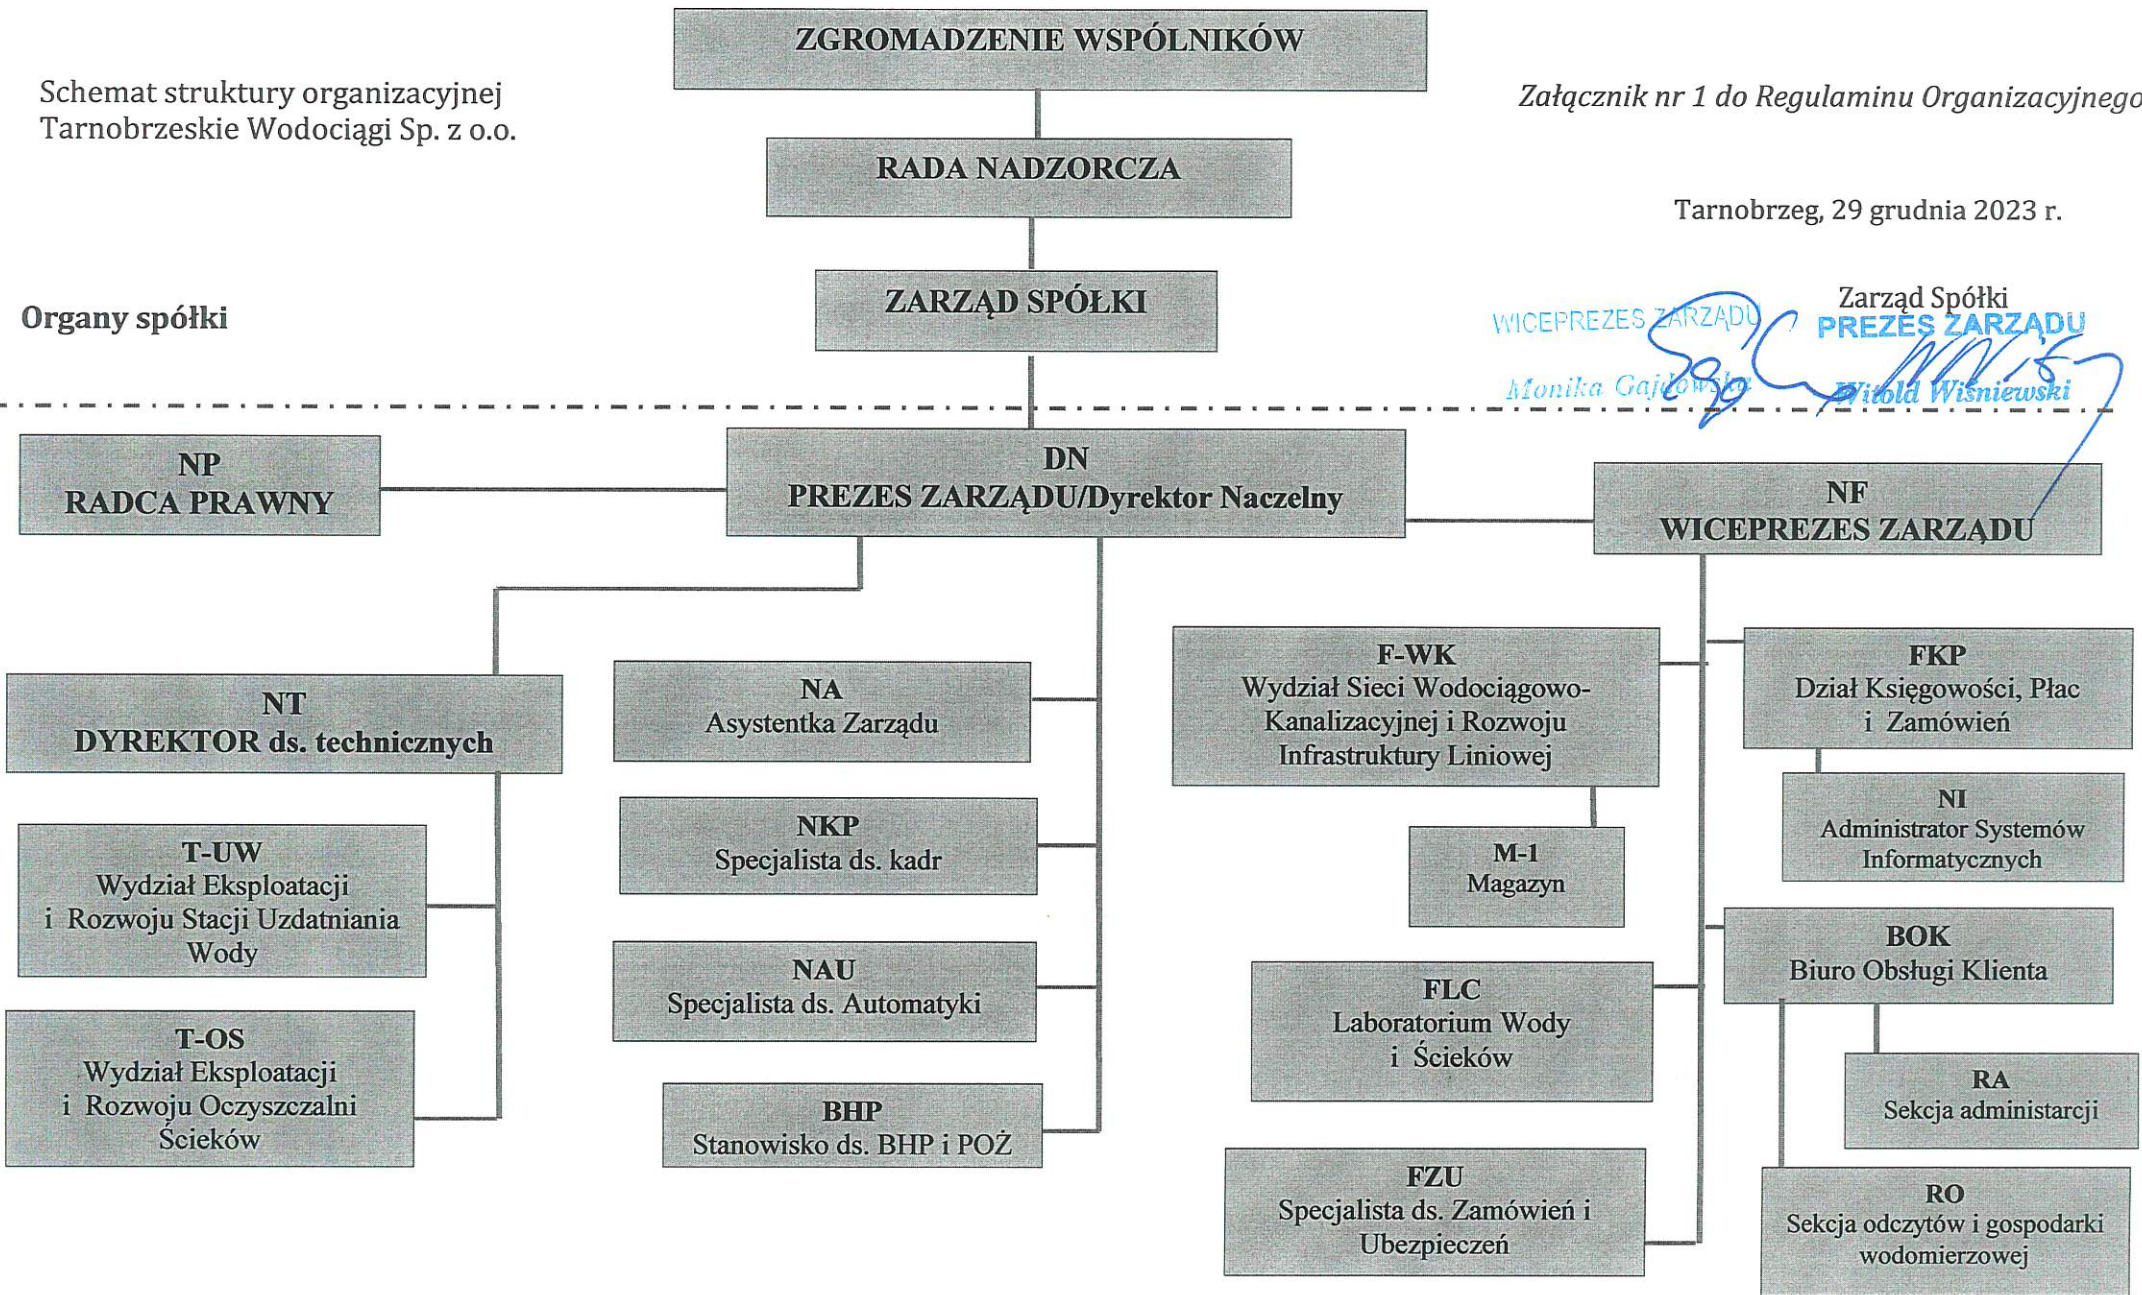 ZGROMADZENIE WSPÓLNIKÓW
Schemat struktury organizacyjnej
Tarnobrzeskie Wodociągi Sp. z o.o.
Załącznik nr 1 do Regulaminu Organizacyjnego
RADA NADZORCZA
Tarnobrzeg, 29 grudnia 2023 r.
ZARZĄD SPÓŁKI
Organy spółki
Zarząd Spółki
WICEPREZES ZARZĄDU
Monika Gajdowska
PREZES ZARZĄDU
Witold Wiśniewski
NP
RADCA PRAWNY
DN
PREZES ZARZĄDU/Dyrektor Naczelny
NF
WICEPREZES ZARZĄDU
NT
DYREKTOR ds. technicznych
T-UW
Wydział Eksploatacji
i Rozwoju Stacji Uzdatniania
Wody
T-OS
Wydział Eksploatacji
i Rozwoju Oczyszczalni
Ścieków
NA
Asystentka Zarządu
NKP
Specjalista ds. kadr
NAU
Specjalista ds. Automatyki
BHP
Stanowisko ds. BHP i POŻ
F-WK
Wydział Sieci Wodociągowo-
Kanalizacyjnej i Rozwoju
Infrastruktury Liniowej
M-1
Magazyn
FLC
Laboratorium Wody
i Ścieków
FZU
Specjalista ds. Zamówień i
Ubezpieczeń
FKP
Dział Księgowości, Płac
i Zamówień
NI
Administrator Systemów
Informatycznych
BOK
Biuro Obsługi Klienta
RA
Sekcja administarcji
RO
Sekcja odczytów i gospodarki
wodomierzowej